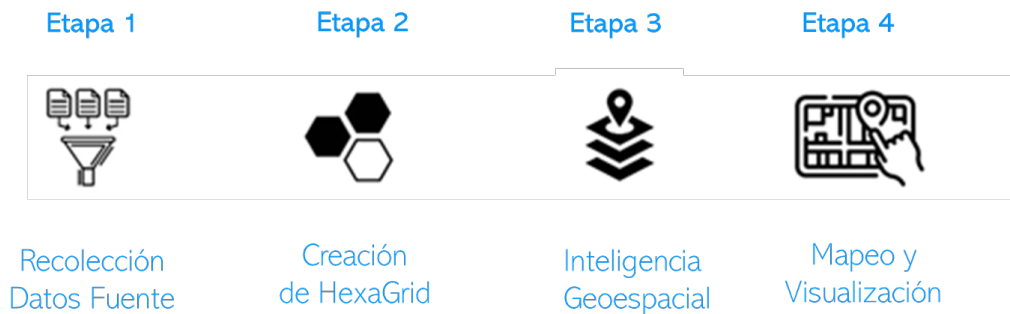 Etapa 1
Etapa 2
Etapa 3
Etapa 4
Recolección
Datos Fuente
Creación
de HexaGrid
Inteligencia
Geoespacial
Mapeo y
Visualización